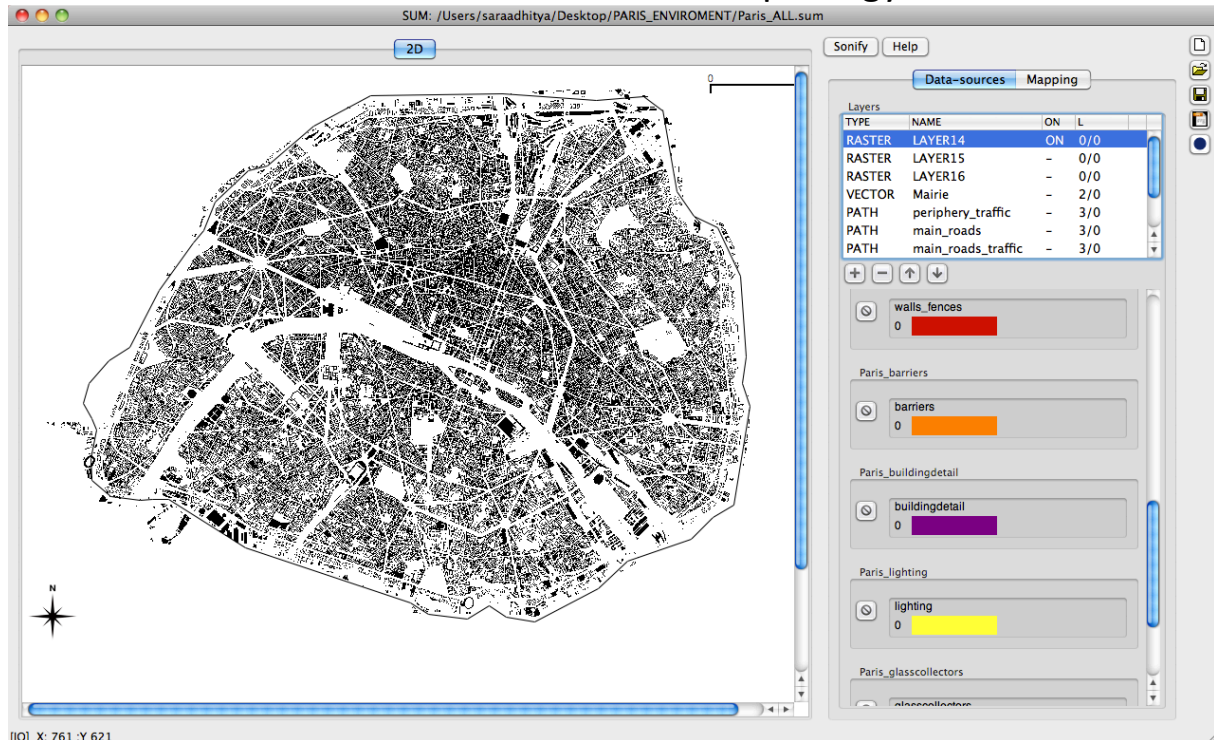 SUM: /Users/saraadhitya/Desktop/PARIS_ENVIROMENT/Paris_ALL.sum
2D
Sonify Help
Data-sources Mapping
Layers
TYPE NAME ON L
RASTER LAYER14 ON 0/0
RASTER LAYER15 - 0/0
RASTER LAYER16 - 0/0
VECTOR Mairie - 2/0
PATH periphery_traffic - 3/0
PATH main_roads - 3/0
PATH main_roads_traffic - 3/0
walls_fences
0
Paris_barriers
barriers
0
Paris_buildingdetail
buildingdetail
0
Paris_lighting
lighting
0
Paris_glasscollectors
glasscollectors
0
N
[IO] X: 761 :Y 621